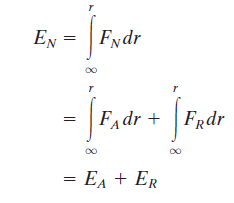 E_N = ∫_∞^r F_N dr
= ∫_∞^r F_A dr + ∫_∞^r F_R dr
= E_A + E_R